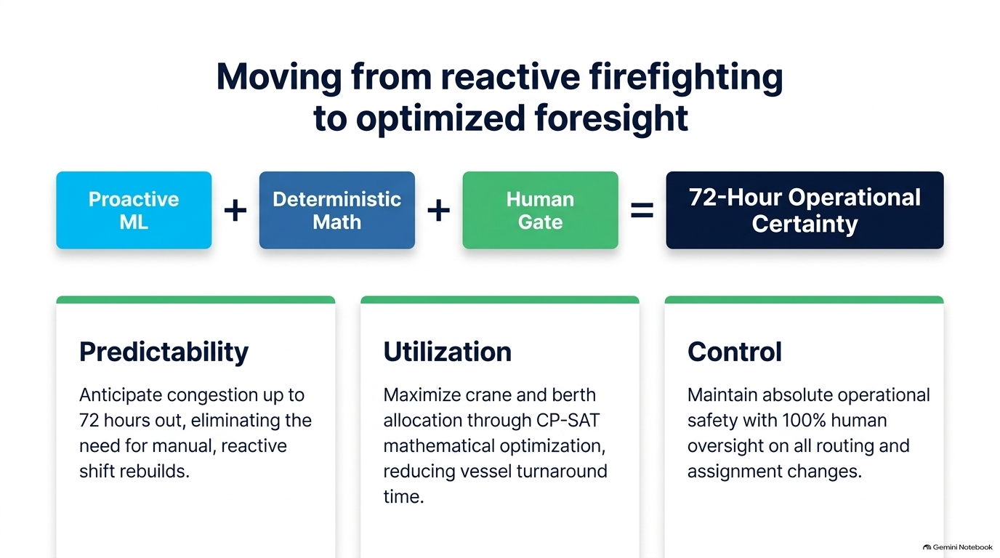 Moving from reactive firefighting
to optimized foresight
Proactive
ML
+
Deterministic
Math
+
Human
Gate
=
72-Hour Operational
Certainty
Predictability
Anticipate congestion up to
72 hours out, eliminating the
need for manual, reactive
shift rebuilds.
Utilization
Maximize crane and berth
allocation through CP-SAT
mathematical optimization,
reducing vessel turnaround
time.
Control
Maintain absolute operational
safety with 100% human
oversight on all routing and
assignment changes.
Gemini Notebook